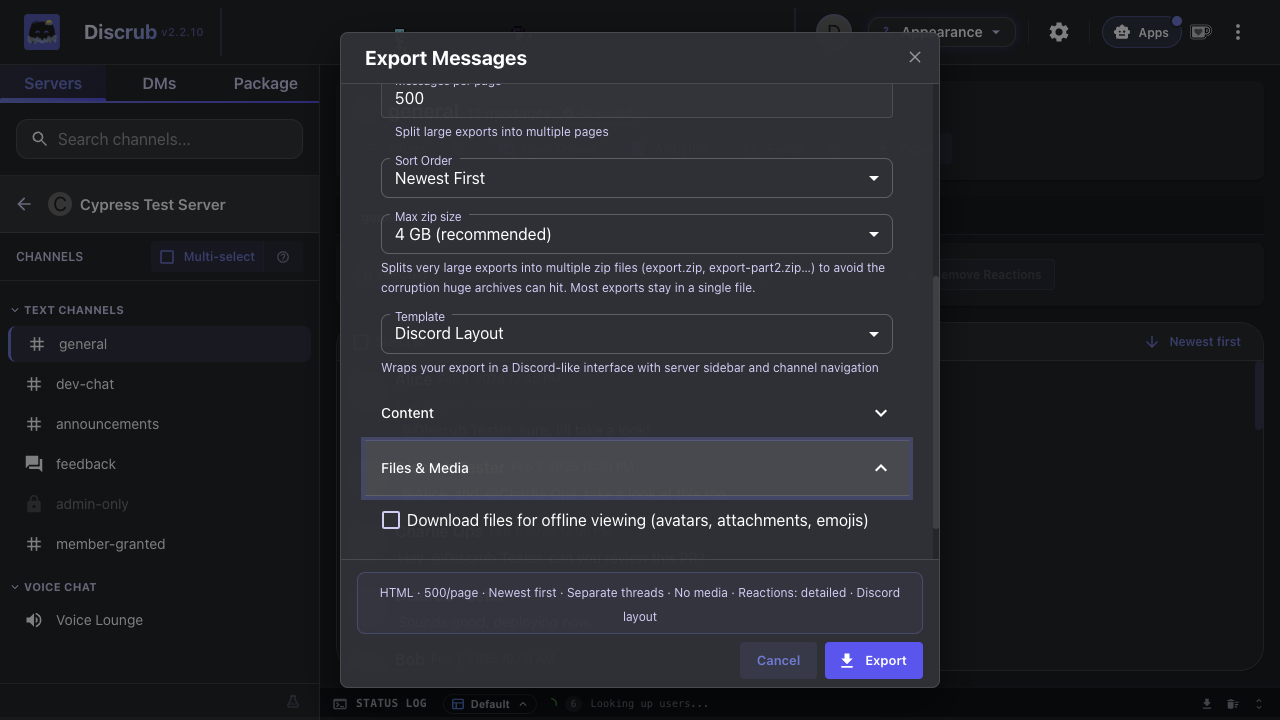 Discrub v2.2.10
D
Appearance
Apps
Export Messages
Servers
DMs
Package
Search channels...
C
Cypress Test Server
CHANNELS
Multi-select
TEXT CHANNELS
general
dev-chat
announcements
feedback
admin-only
member-granted
VOICE CHAT
Voice Lounge
Messages per page
500
Split large exports into multiple pages
Sort Order
Newest First
Max zip size
4 GB (recommended)
Splits very large exports into multiple zip files (export.zip, export-part2.zip...) to avoid the
corruption huge archives can hit. Most exports stay in a single file.
Template
Discord Layout
Wraps your export in a Discord-like interface with server sidebar and channel navigation
Content
Files & Media
Download files for offline viewing (avatars, attachments, emojis)
HTML · 500/page · Newest first · Separate threads · No media · Reactions: detailed · Discord
layout
Cancel
Export
emove Reactions
Newest first
Bob
STATUS LOG
Default
6
Looking up users...